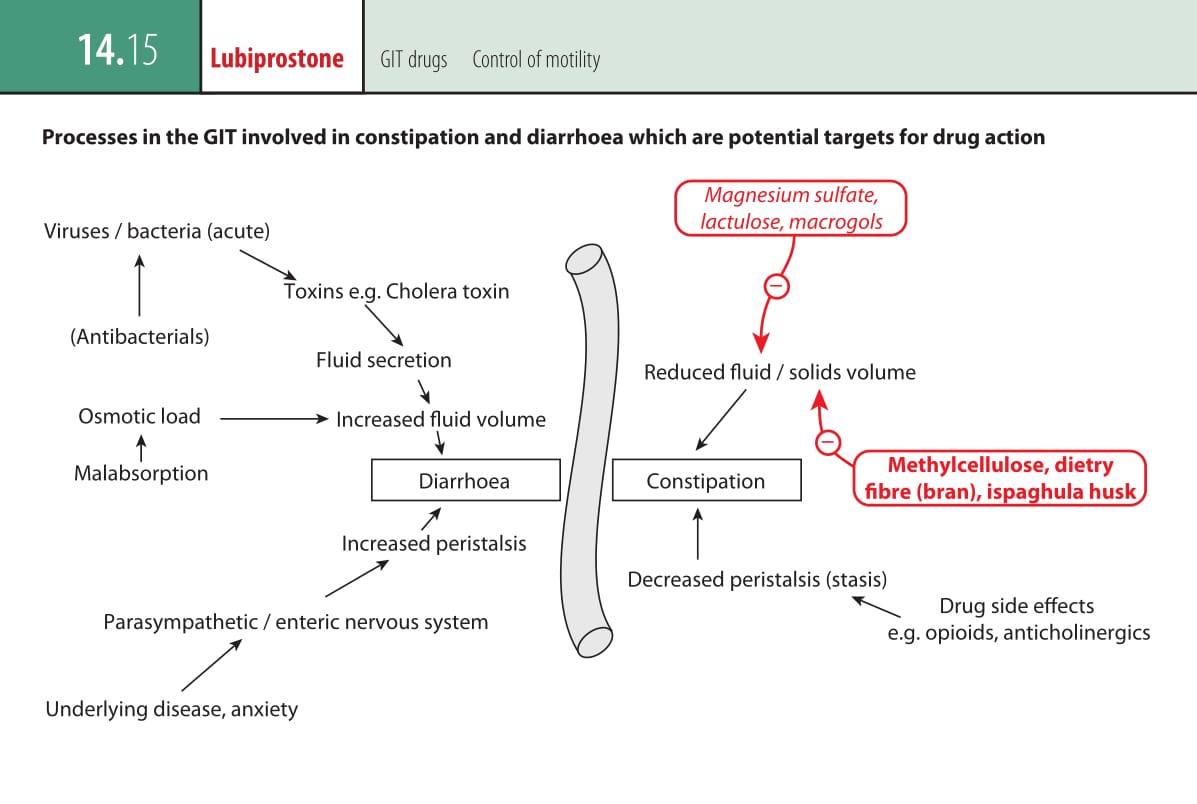 14.15
Lubiprostone
GIT drugs
Control of motility
Processes in the GIT involved in constipation and diarrhoea which are potential targets for drug action
Viruses / bacteria (acute)
Toxins e.g. Cholera toxin
(Antibacterials)
Fluid secretion
Osmotic load
Increased fluid volume
Malabsorption
Diarrhoea
Increased peristalsis
Parasympathetic / enteric nervous system
Underlying disease, anxiety
Magnesium sulfate,
lactulose, macrogols
−
Reduced fluid / solids volume
−
Methylcellulose, dietry
fibre (bran), ispaghula husk
Constipation
Decreased peristalsis (stasis)
Drug side effects
e.g. opioids, anticholinergics